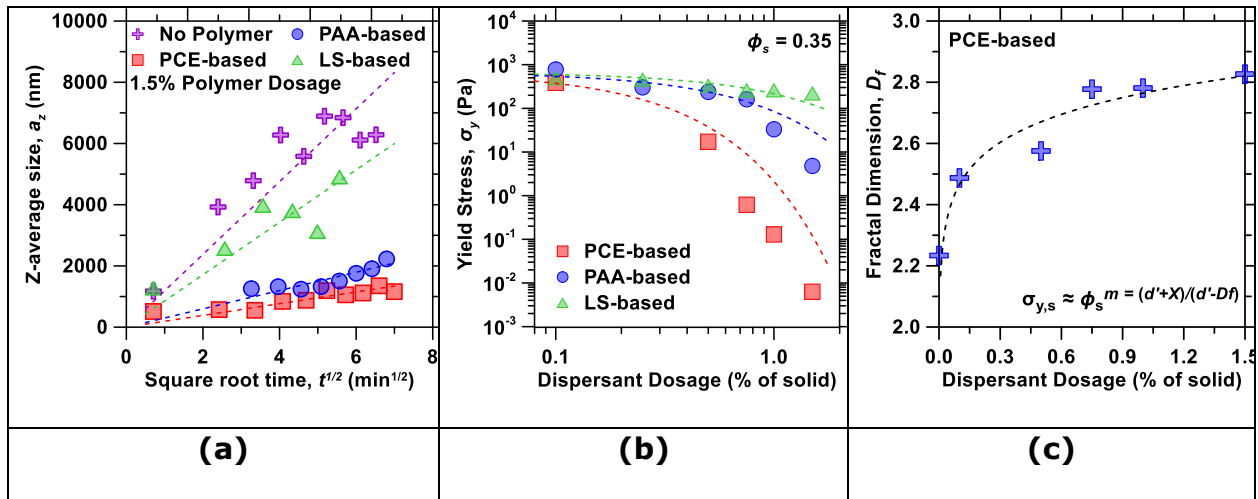 No Polymer
PAA-based
PCE-based
LS-based
1.5% Polymer Dosage
Z-average size, a_z (nm)
10000
8000
6000
4000
2000
0
0 2 4 6 8
Square root time, t^{1/2} (min^{1/2})
(a)
ϕ_s = 0.35
Yield Stress, σ_y (Pa)
10^4
10^3
10^2
10^1
10^0
10^-1
10^-2
10^-3
PCE-based
PAA-based
LS-based
0.1 1.0
Dispersant Dosage (% of solid)
(b)
PCE-based
Fractal Dimension, D_f
3.0
2.8
2.6
2.4
2.2
2.0
σ_{y,s} ≈ ϕ_s^{m = (d'+X)/(d'-Df)}
0.0 0.3 0.6 0.9 1.2 1.5
Dispersant Dosage (% of solid)
(c)